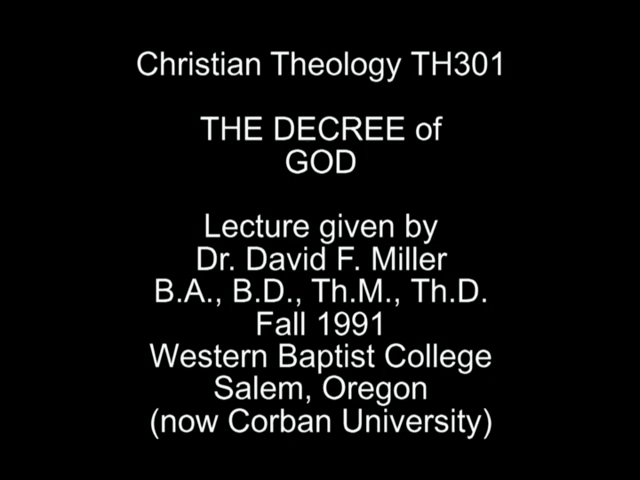 Christian Theology TH301
THE DECREE of
GOD
Lecture given by
Dr. David F. Miller
B.A., B.D., Th.M., Th.D.
Fall 1991
Western Baptist College
Salem, Oregon
(now Corban University)